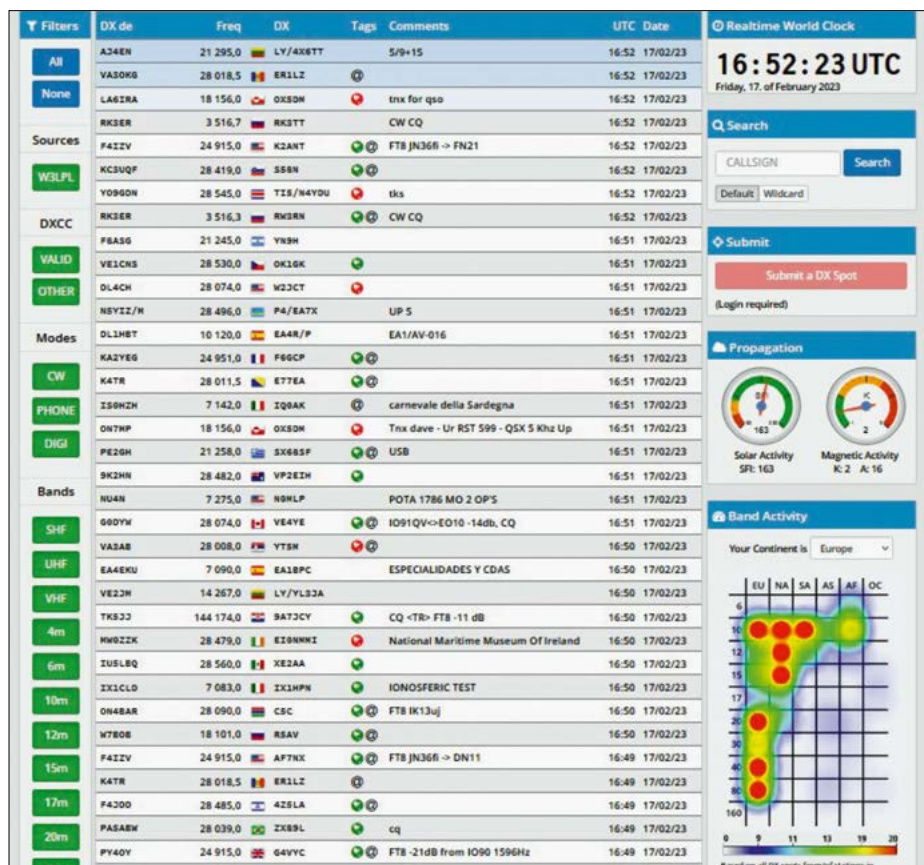 Filters
All
None
Sources
W3LPL
DXCC
VALID
OTHER
Modes
CW
PHONE
DIGI
Bands
SHF
UHF
VHF
4m
6m
10m
12m
15m
17m
20m
DX de Freq DX Tags Comments UTC Date
AJ4EN 21 295,0 LY/4X6TT 5/9+15 16:52 17/02/23
VA3OKG 28 018,5 ER1LZ @ 16:52 17/02/23
LA6IRA 18 156,0 OX5DM tnx for qso 16:52 17/02/23
RK3ER 3 516,7 RK3TT CW CQ 16:52 17/02/23
F4IZV 24 915,0 K2ANT @ FT8 JN36fi -> FN21 16:52 17/02/23
KC3UQF 28 419,0 S58N @ 16:52 17/02/23
YO9GDN 28 545,0 TI5/N4YDU tks 16:52 17/02/23
RK3ER 3 516,3 RW3RN @ CW CQ 16:52 17/02/23
F8ASG 21 245,0 YN9H 16:51 17/02/23
VE1CNS 28 530,0 OK1GK 16:51 17/02/23
DL4CH 28 074,0 W2JCT 16:51 17/02/23
N5YIZ/M 28 496,0 P4/EA7X UP 5 16:51 17/02/23
DL1HBT 10 120,0 EA4R/P EA1/AV-016 16:51 17/02/23
KA2YEG 24 951,0 F6GCP @ 16:51 17/02/23
K4TR 28 011,5 E77EA @ 16:51 17/02/23
IS0HZH 7 142,0 IQ0AK @ carnevale della Sardegna 16:51 17/02/23
ON7HP 18 156,0 OX5DM Tnx dave - Ur RST 599 - QSX 5 Khz Up 16:51 17/02/23
PE2GH 21 258,0 SX68SF @ USB 16:51 17/02/23
9K2HN 28 482,0 VP2EIH 16:51 17/02/23
NU4N 7 275,0 N0HLP POTA 1786 MO 2 OP'S 16:51 17/02/23
G0DYW 28 074,0 VE4YE @ IO91QV<>EO10 -14db, CQ 16:51 17/02/23
VA3AB 28 008,0 YT5H @ 16:50 17/02/23
EA4EKU 7 090,0 EA1BPC ESPECIALIDADES Y CDAS 16:50 17/02/23
VE2JM 14 267,0 LY/YL3JA 16:50 17/02/23
TK5JJ 144 174,0 9A7JCY CQ <TR> FT8 -11 dB 16:50 17/02/23
MW0ZZK 28 479,0 EI0NMMI National Maritime Museum Of Ireland 16:50 17/02/23
IU5LBQ 28 560,0 XE2AA 16:50 17/02/23
IX1CLD 7 083,0 IX1HPN IONOSFERIC TEST 16:50 17/02/23
ON4BAR 28 090,0 C5C @ FT8 IK13uj 16:50 17/02/23
W7BOB 18 101,0 R5AV @ 16:50 17/02/23
F4IZV 24 915,0 AF7NX @ FT8 JN36fi -> DN11 16:49 17/02/23
K4TR 28 018,5 ER1LZ @ 16:49 17/02/23
F4JOO 28 485,0 4Z5LA @ 16:49 17/02/23
PA5ABW 28 039,0 ZX89L cq 16:49 17/02/23
PY4OY 24 915,0 G4VYC @ FT8 -21dB from IO90 1596Hz 16:49 17/02/23
Realtime World Clock
16:52:23 UTC
Friday, 17. of February 2023
Search
CALLSIGN Search
Default Wildcard
Submit
Submit a DX Spot
(Login required)
Propagation
163 K 2
Solar Activity Magnetic Activity
SFI: 163 K: 2 A: 16
Band Activity
Your Continent is Europe
EU NA SA AS AF OC
6
10
12
15
17
20
30
40
80
160
0 9 11 13 19 20